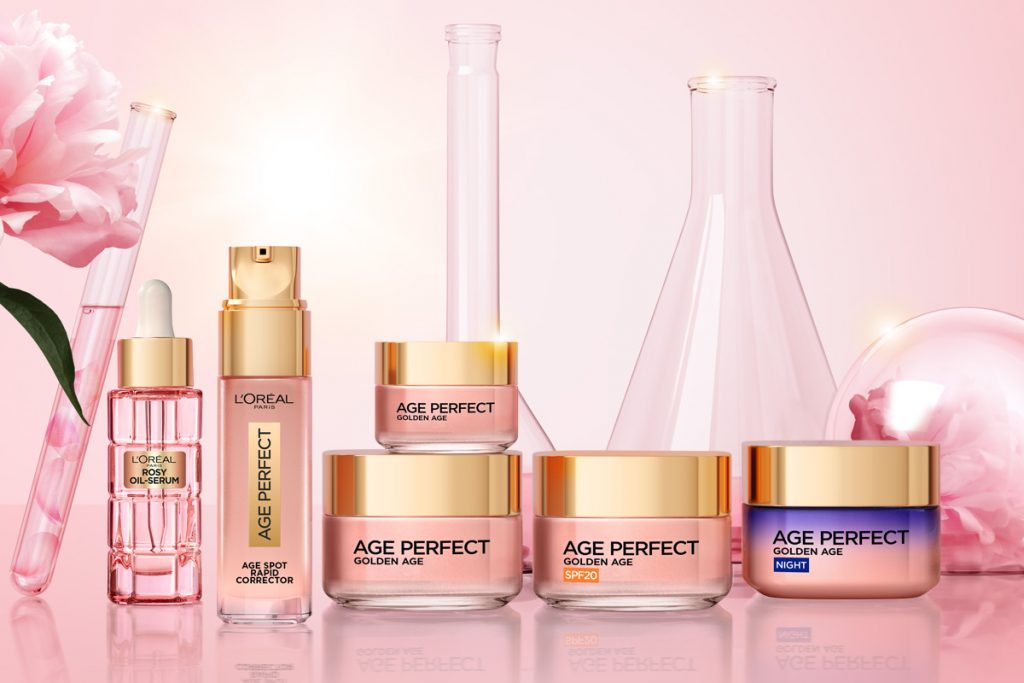 L'ORÉAL
PARIS
ROSY
OIL-SERUM
L'ORÉAL
PARIS
AGE PERFECT
AGE SPOT
RAPID
CORRECTOR
AGE PERFECT
GOLDEN AGE
AGE PERFECT
GOLDEN AGE
AGE PERFECT
GOLDEN AGE
SPF20
AGE PERFECT
GOLDEN AGE
NIGHT